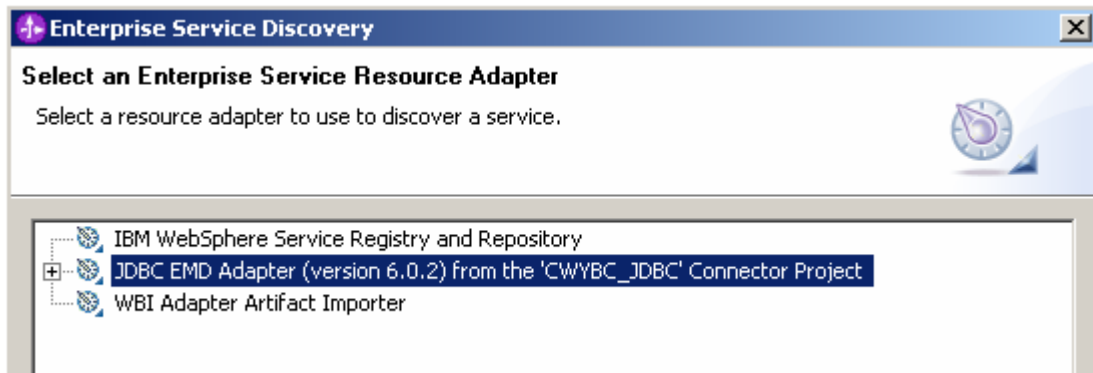 Enterprise Service Discovery
Select an Enterprise Service Resource Adapter
Select a resource adapter to use to discover a service.
IBM WebSphere Service Registry and Repository
JDBC EMD Adapter (version 6.0.2) from the 'CWYBC_JDBC' Connector Project
WBI Adapter Artifact Importer